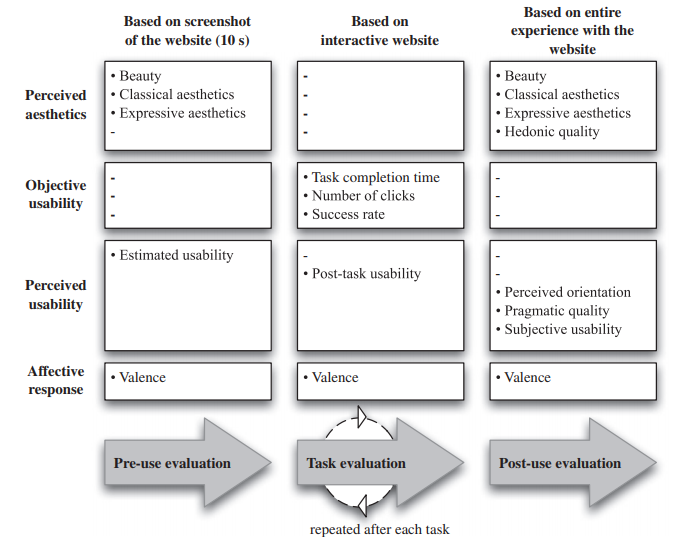 Based on screenshot
of the website (10 s)
Based on
interactive website
Based on entire
experience with the
website
Perceived
aesthetics
• Beauty
• Classical aesthetics
• Expressive aesthetics
-
-
-
-
-
• Beauty
• Classical aesthetics
• Expressive aesthetics
• Hedonic quality
Objective
usability
-
-
-
• Task completion time
• Number of clicks
• Success rate
-
-
-
Perceived
usability
• Estimated usability
-
• Post-task usability
-
-
• Perceived orientation
• Pragmatic quality
• Subjective usability
Affective
response
• Valence
• Valence
• Valence
Pre-use evaluation
Task evaluation
Post-use evaluation
repeated after each task